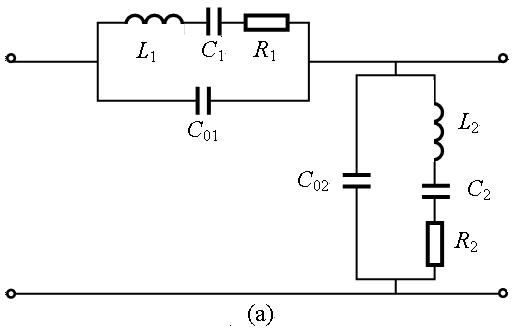 L₁ C₁ R₁
C₀₁
L₂
C₀₂ C₂
R₂
(a)